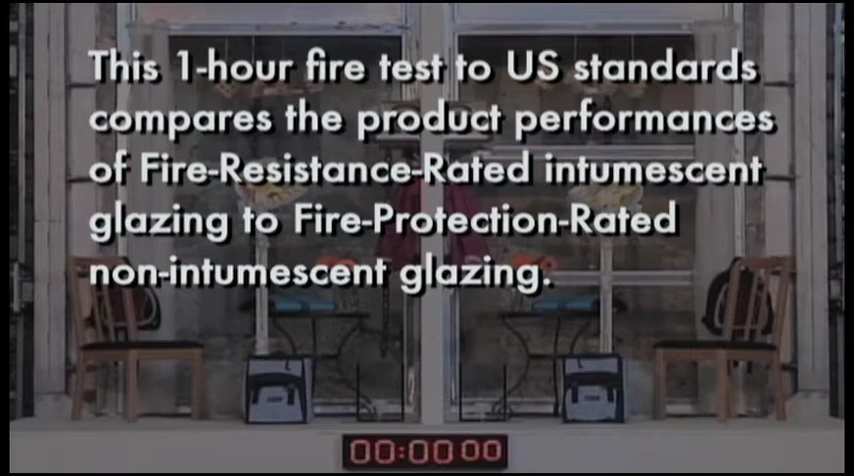 This 1-hour fire test to US standards
compares the product performances
of Fire-Resistance-Rated intumescent
glazing to Fire-Protection-Rated
non-intumescent glazing.
00:00 00